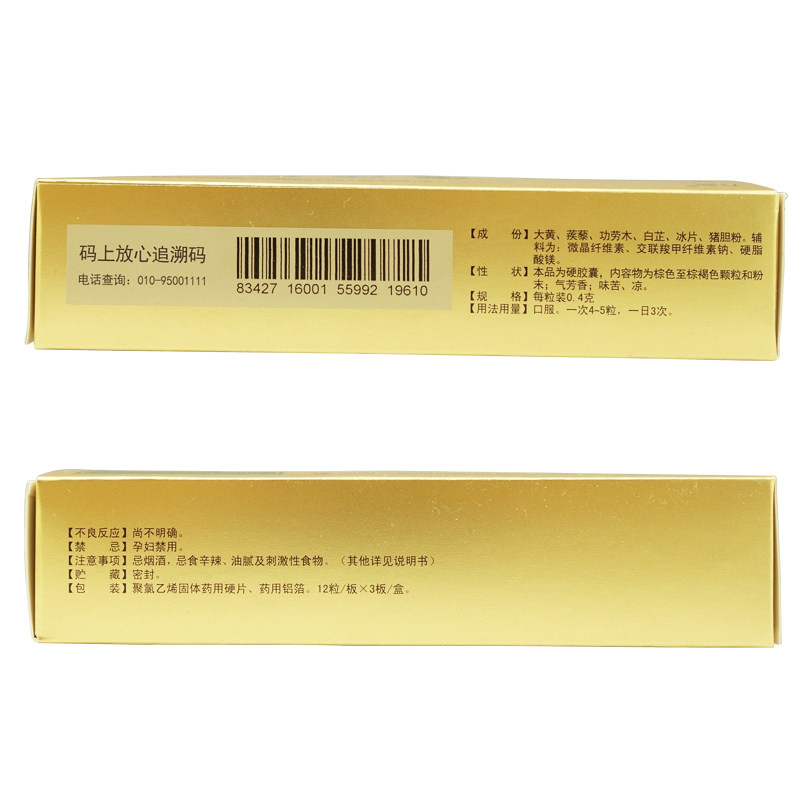 码上放心追溯码
电话查询：010-95001111
83427 16001 55992 19610
【成 份】大黄、蒺藜、功劳木、白芷、冰片、猪胆粉。辅
料为：微晶纤维素、交联羧甲纤维素钠、硬脂
酸镁。
【性 状】本品为硬胶囊，内容物为棕色至棕褐色颗粒和粉
末；气芳香；味苦、凉。
【规 格】每粒装0.4克
【用法用量】口服。一次4-5粒，一日3次。
【不良反应】尚不明确。
【禁 忌】孕妇禁用。
【注意事项】忌烟酒，忌食辛辣、油腻及刺激性食物。（其他详见说明书）
【贮 藏】密封。
【包 装】聚氯乙烯固体药用硬片、药用铝箔。12粒/板×3板/盒。